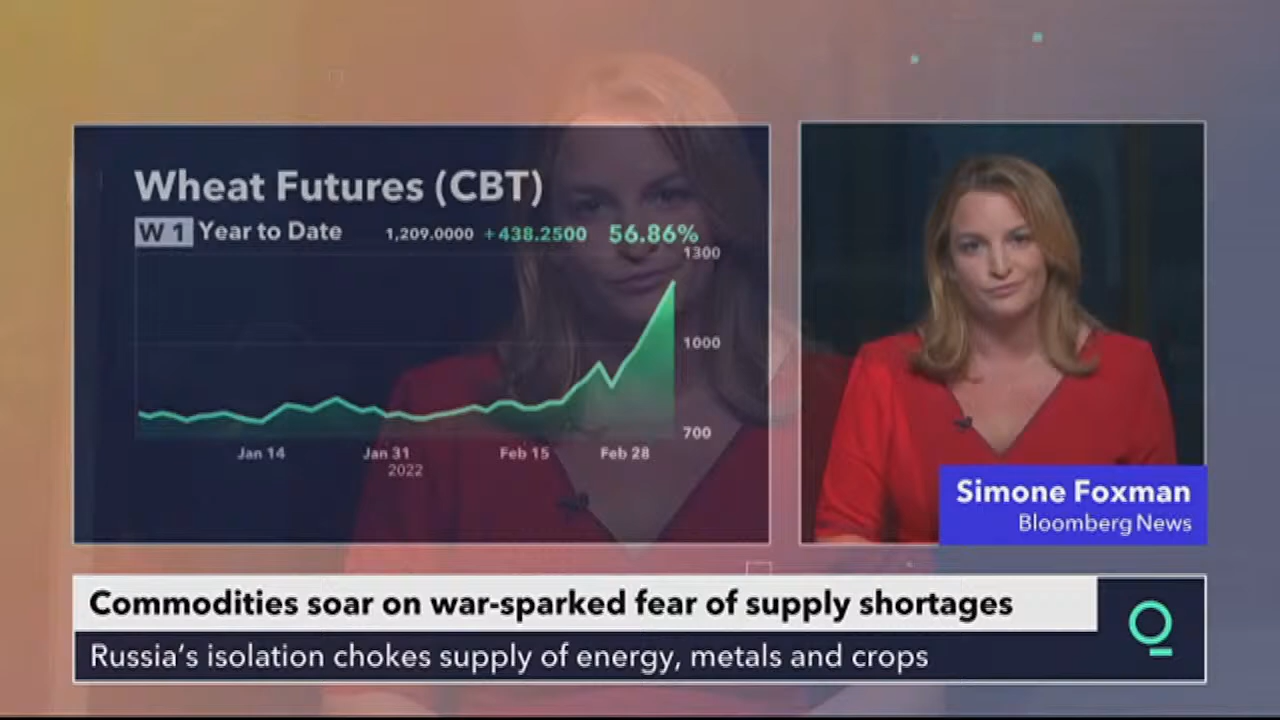 Wheat Futures (CBT)
W 1 Year to Date 1,209.0000 +438.2500 56.86%
1300
1000
700
Jan 14 Jan 31 Feb 15 Feb 28
2022
Simone Foxman
Bloomberg News
Commodities soar on war-sparked fear of supply shortages
Russia's isolation chokes supply of energy, metals and crops